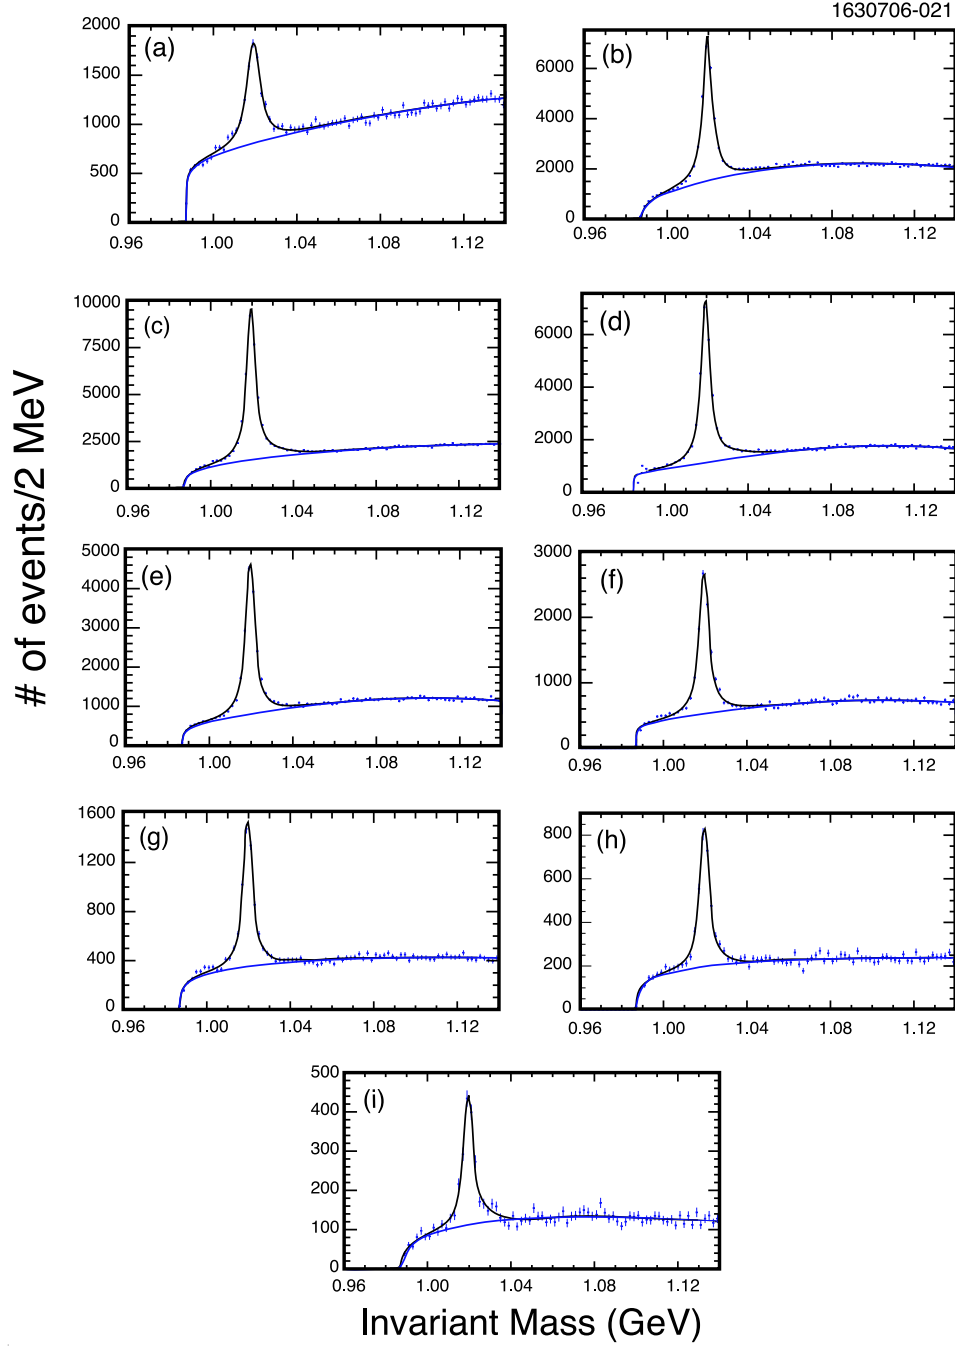 1630706-021
# of events/2 MeV
(a)
2000
1500
1000
500
0
0.96 1.00 1.04 1.08 1.12
(b)
6000
4000
2000
0
0.96 1.00 1.04 1.08 1.12
(c)
10000
7500
5000
2500
0
0.96 1.00 1.04 1.08 1.12
(d)
6000
4000
2000
0
0.96 1.00 1.04 1.08 1.12
(e)
5000
4000
3000
2000
1000
0
0.96 1.00 1.04 1.08 1.12
(f)
3000
2000
1000
0
0.96 1.00 1.04 1.08 1.12
(g)
1600
1200
800
400
0
0.96 1.00 1.04 1.08 1.12
(h)
800
600
400
200
0
0.96 1.00 1.04 1.08 1.12
(i)
500
400
300
200
100
0
0.96 1.00 1.04 1.08 1.12
Invariant Mass (GeV)